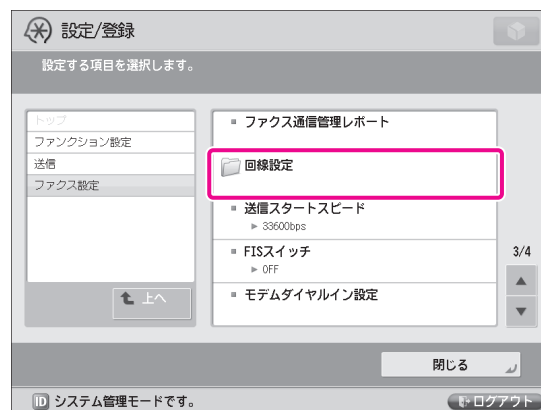 設定/登録
設定する項目を選択します。
トップ
ファンクション設定
送信
ファクス設定
上へ
ファクス通信管理レポート
回線設定
送信スタートスピード
33600bps
FISスイッチ
OFF
モデムダイヤルイン設定
3/4
閉じる
ID システム管理モードです。
ログアウト